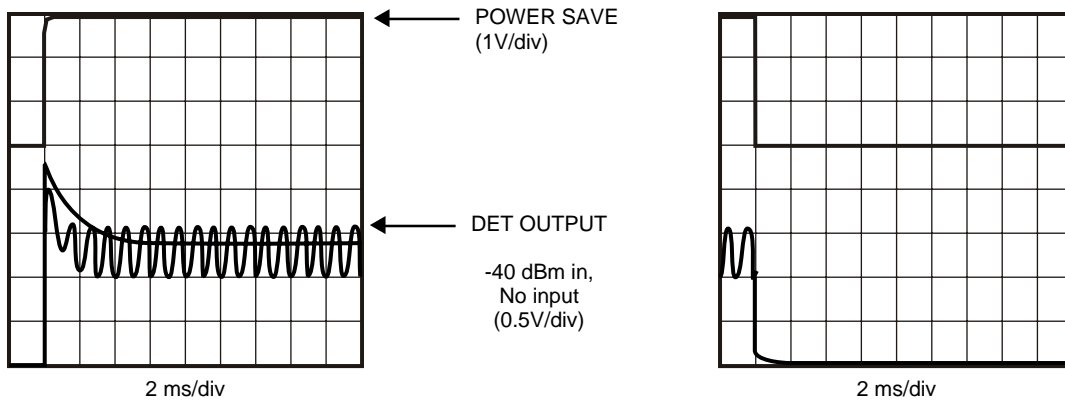 POWER SAVE
(1V/div)
DET OUTPUT
-40 dBm in,
No input
(0.5V/div)
2 ms/div
2 ms/div